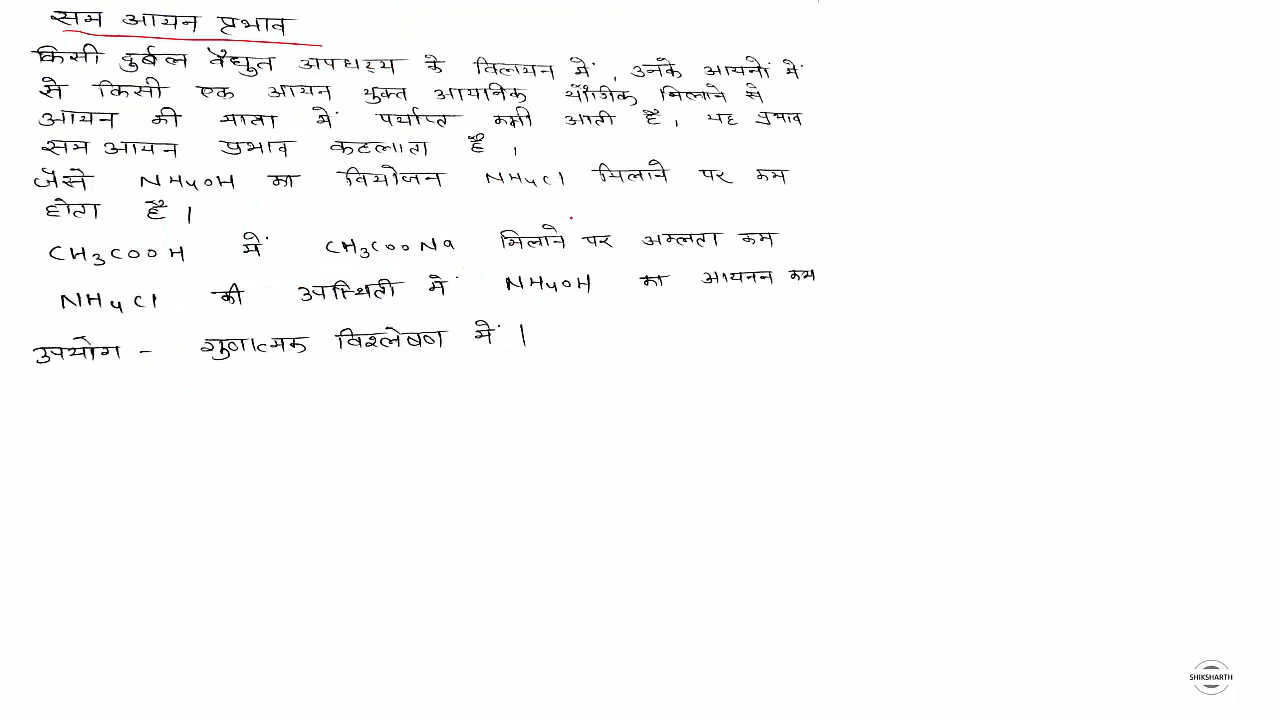 सम आयन प्रभाव
किसी दुर्बल वैद्युत अपघट्य के विलयन में, उनके आयनों में
से किसी एक आयन युक्त आयनिक यौगिक मिलाने से
आयन की मात्रा में पर्याप्त कमी आती है, यह प्रभाव
सम आयन प्रभाव कहलाता है ।
जैसे NH4OH का वियोजन NH4Cl मिलाने पर कम
होता है |
CH3COOH में CH3COONa मिलाने पर अम्लता कम
NH4Cl की उपस्थिती में NH4OH का आयनन कम
उपयोग - गुणात्मक विश्लेषण में |
SHIKSHARTH